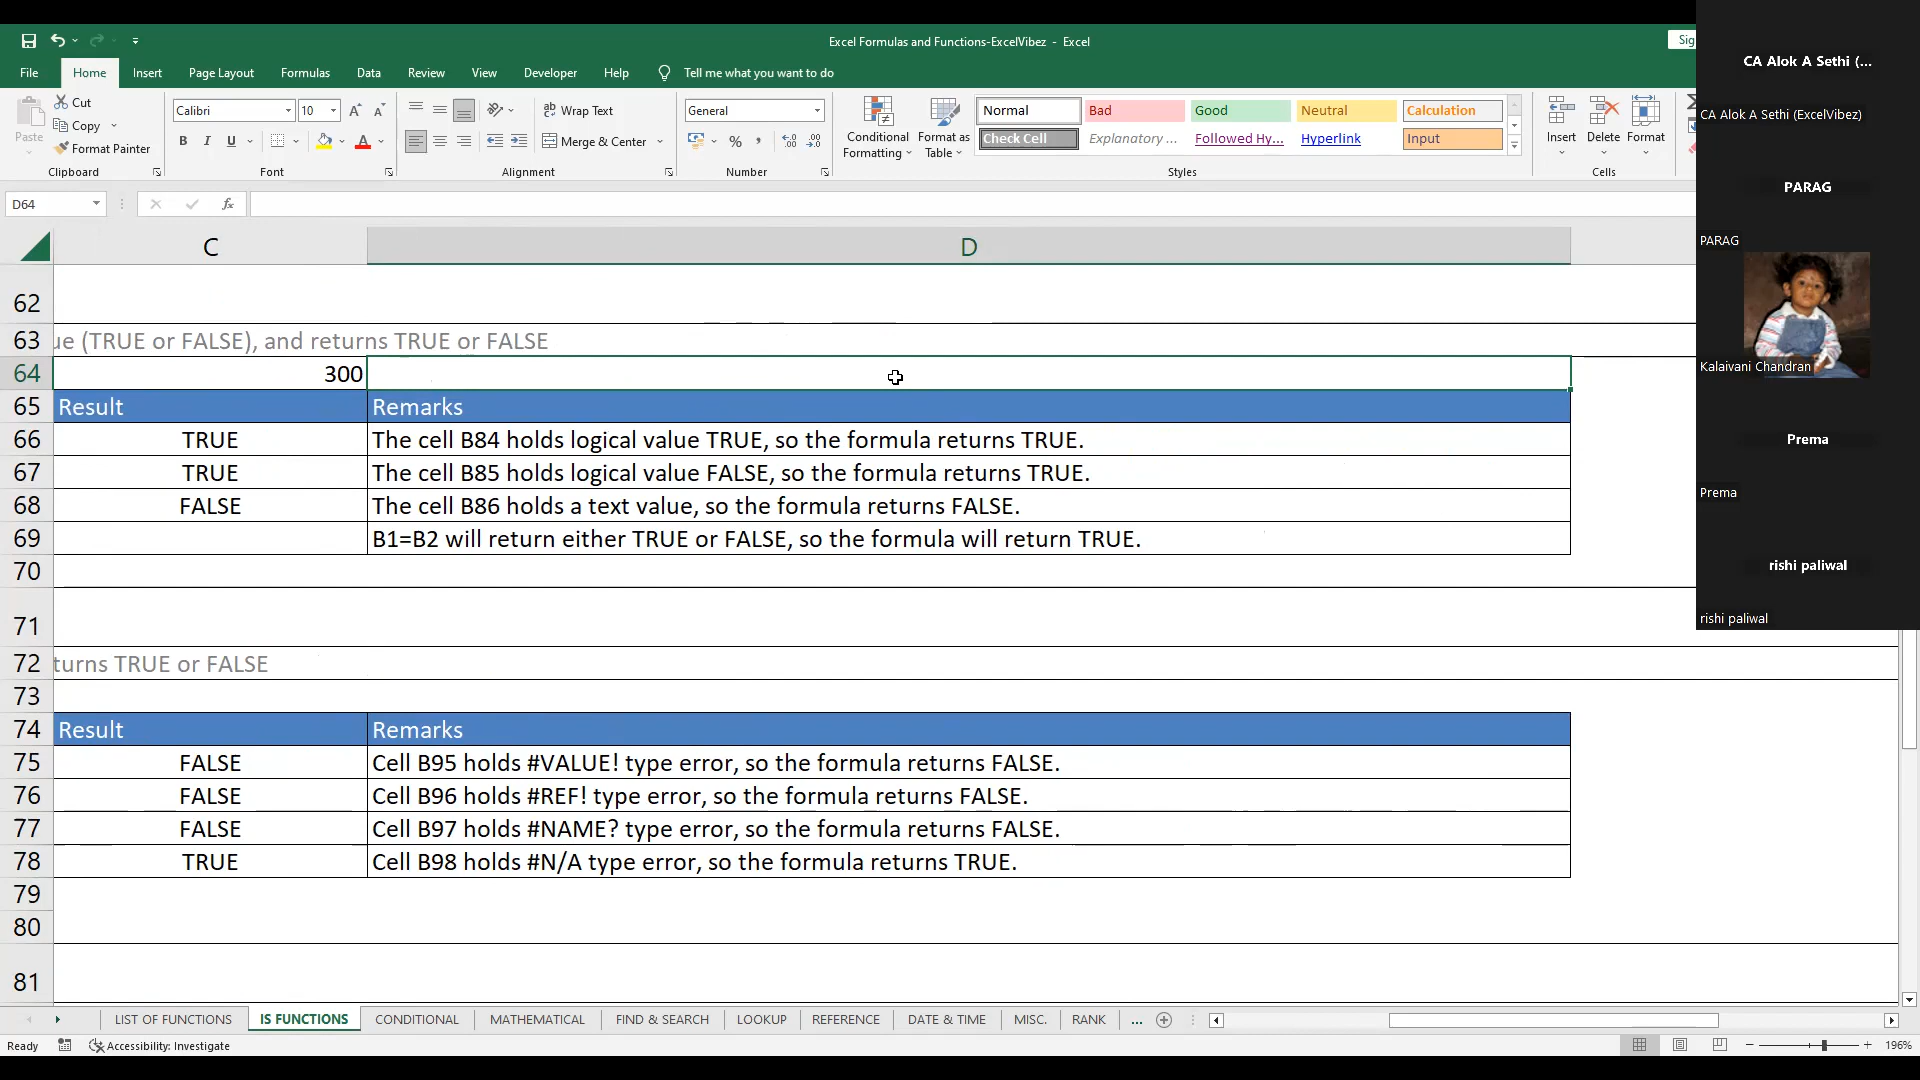 Excel Formulas and Functions-ExcelVibez - Excel
Sig
File Home Insert Page Layout Formulas Data Review View Developer Help Tell me what you want to do
Paste
Cut
Copy
Format Painter
Clipboard
Calibri 10
B I U
Font
Wrap Text
Merge & Center
Alignment
General
Number
Conditional Formatting
Format as Table
Normal Bad Good Neutral Calculation
Check Cell Explanatory ... Followed Hy... Hyperlink Input
Styles
Insert Delete Format
Cells
D64 fx
C D
62
63 ue (TRUE or FALSE), and returns TRUE or FALSE
64 300
65 Result Remarks
66 TRUE The cell B84 holds logical value TRUE, so the formula returns TRUE.
67 TRUE The cell B85 holds logical value FALSE, so the formula returns TRUE.
68 FALSE The cell B86 holds a text value, so the formula returns FALSE.
69 B1=B2 will return either TRUE or FALSE, so the formula will return TRUE.
70
71
72 turns TRUE or FALSE
73
74 Result Remarks
75 FALSE Cell B95 holds #VALUE! type error, so the formula returns FALSE.
76 FALSE Cell B96 holds #REF! type error, so the formula returns FALSE.
77 FALSE Cell B97 holds #NAME? type error, so the formula returns FALSE.
78 TRUE Cell B98 holds #N/A type error, so the formula returns TRUE.
79
80
81
LIST OF FUNCTIONS IS FUNCTIONS CONDITIONAL MATHEMATICAL FIND & SEARCH LOOKUP REFERENCE DATE & TIME MISC. RANK ...
Ready Accessibility: Investigate 196%
CA Alok A Sethi (...
CA Alok A Sethi (ExcelVibez)
PARAG
PARAG
Kalaivani Chandran
Prema
Prema
rishi paliwal
rishi paliwal